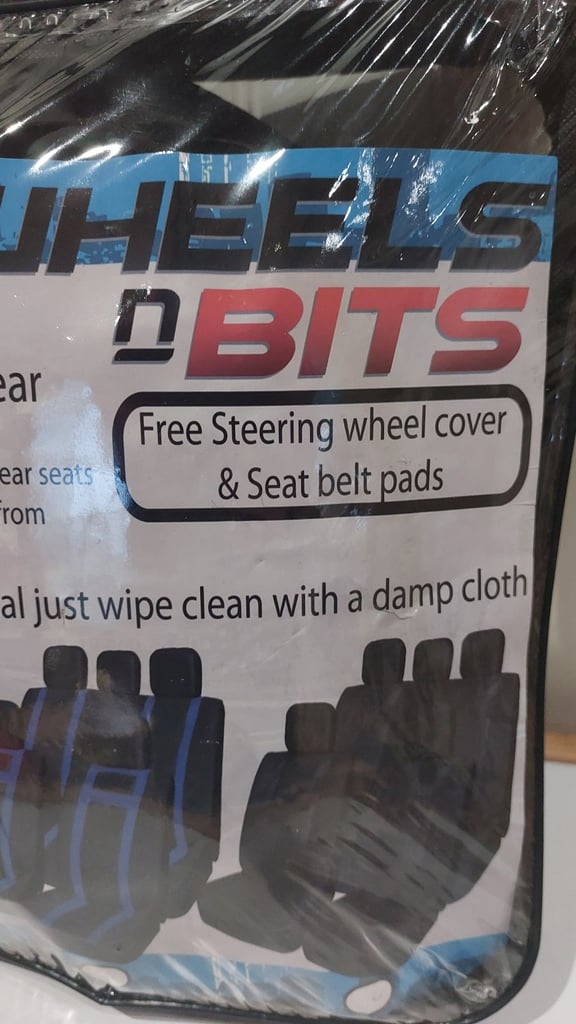 WHEELS
n BITS
ear
Free Steering wheel cover
& Seat belt pads
ear seats
from
al just wipe clean with a damp cloth